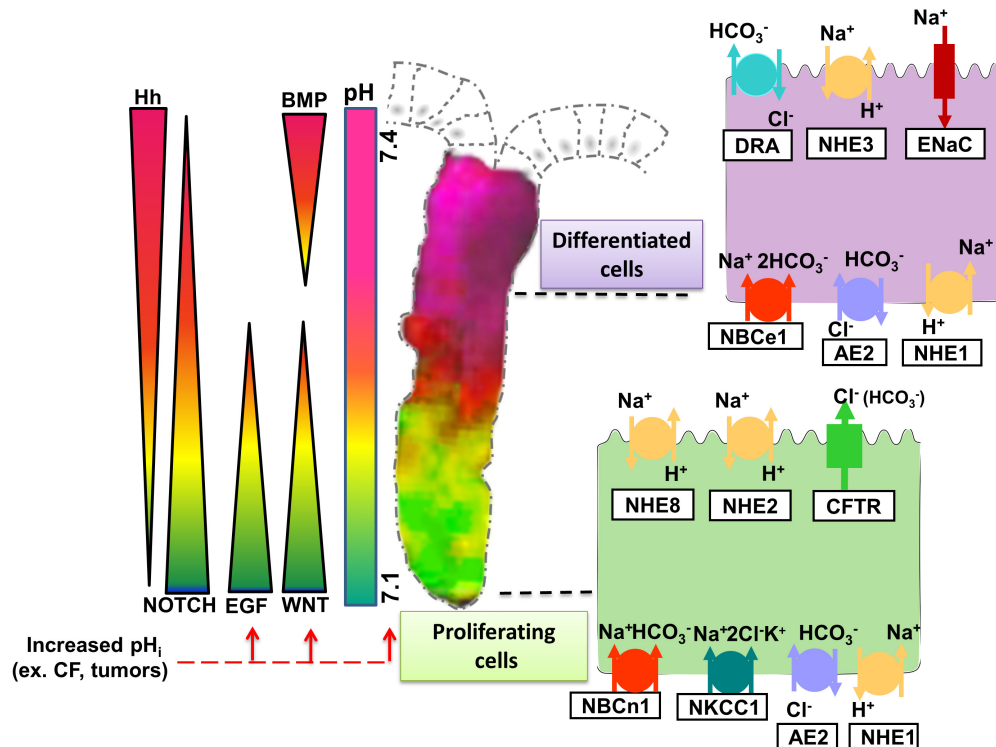 Hh
BMP
pH
7.4
7.1
NOTCH
EGF
WNT
Increased pHᵢ
(ex. CF, tumors)
Differentiated
cells
Proliferating
cells
HCO₃⁻
Na⁺
Na⁺
Cl⁻
H⁺
DRA
NHE3
ENaC
Na⁺ 2HCO₃⁻
HCO₃⁻
Na⁺
Cl⁻
H⁺
NBCe1
AE2
NHE1
Na⁺
Na⁺
Cl⁻ (HCO₃⁻)
H⁺
H⁺
NHE8
NHE2
CFTR
Na⁺HCO₃⁻
Na⁺2Cl⁻K⁺
HCO₃⁻
Na⁺
Cl⁻
H⁺
NBCn1
NKCC1
AE2
NHE1